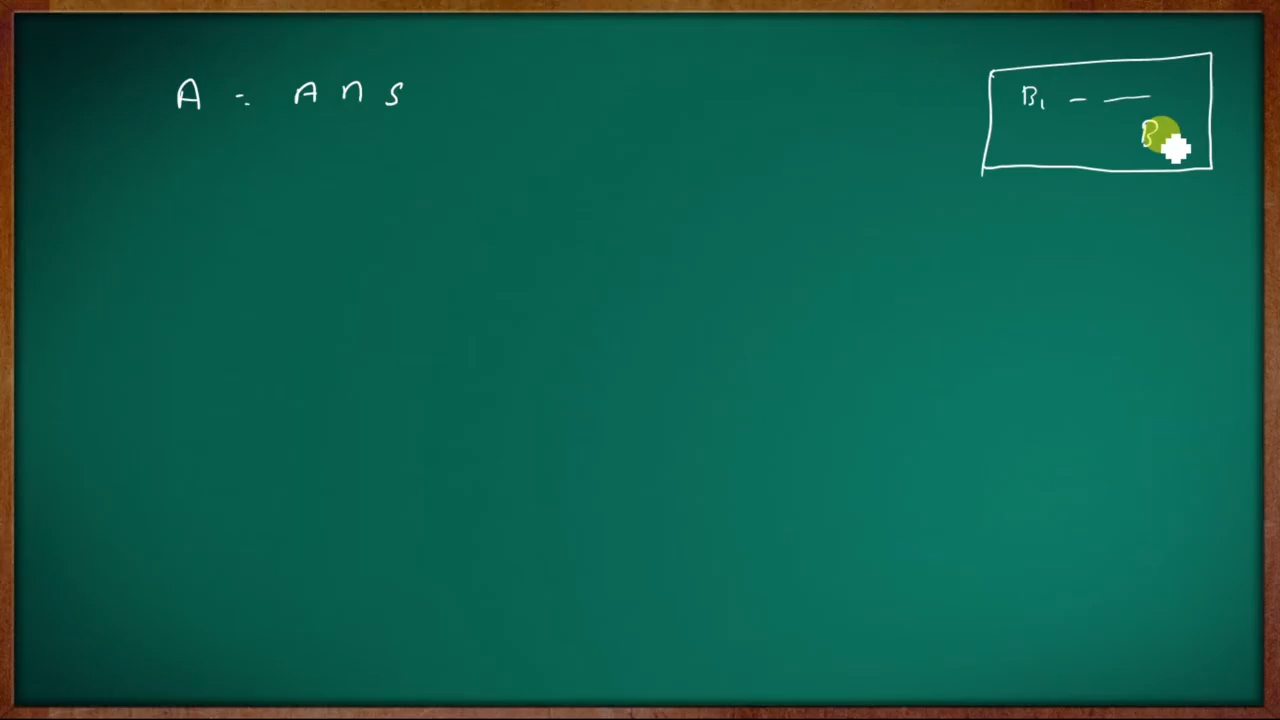 A = A ∩ S
B₁ - —
B